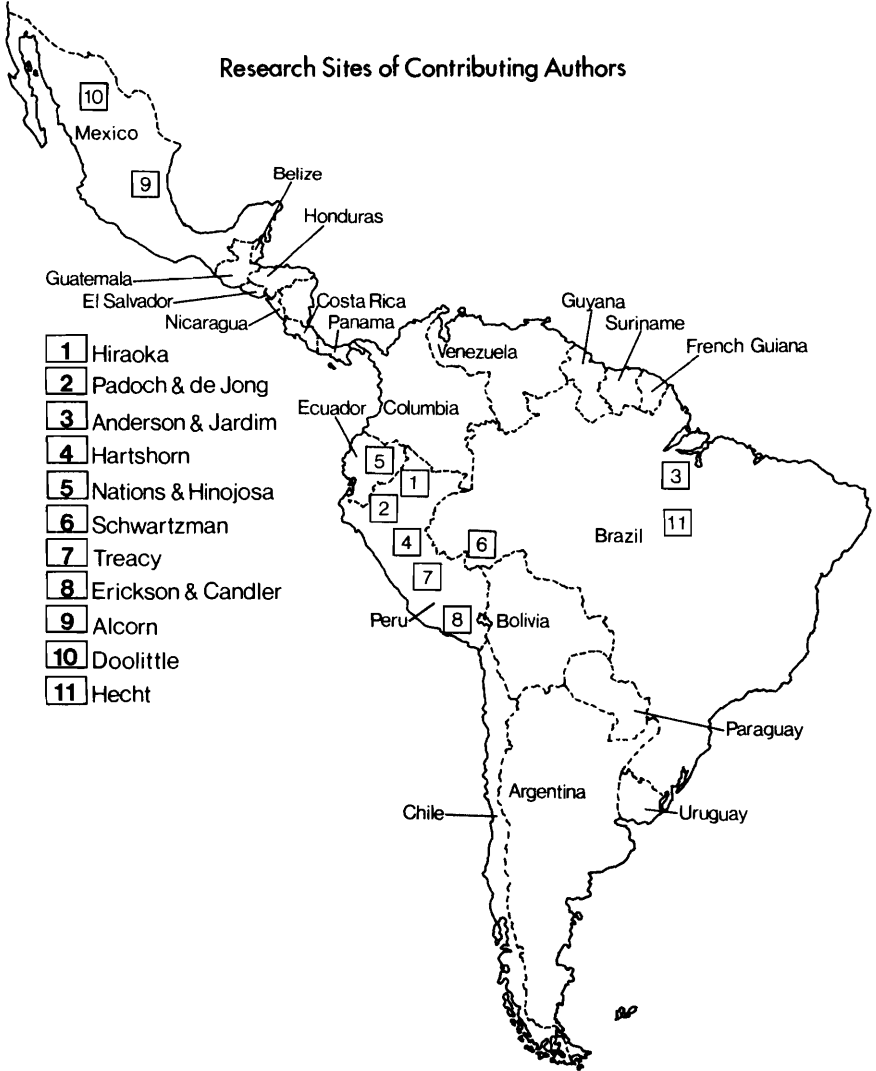 Research Sites of Contributing Authors
10
Mexico
9
Belize
Honduras
Guatemala
El Salvador
Nicaragua
Costa Rica
Panama
Venezuela
Guyana
Suriname
French Guiana
Ecuador
Columbia
5
1
2
3
4
6
11
Brazil
7
Peru
8
Bolivia
Paraguay
Argentina
Chile
Uruguay
1 Hiraoka
2 Padoch & de Jong
3 Anderson & Jardim
4 Hartshorn
5 Nations & Hinojosa
6 Schwartzman
7 Treacy
8 Erickson & Candler
9 Alcorn
10 Doolittle
11 Hecht